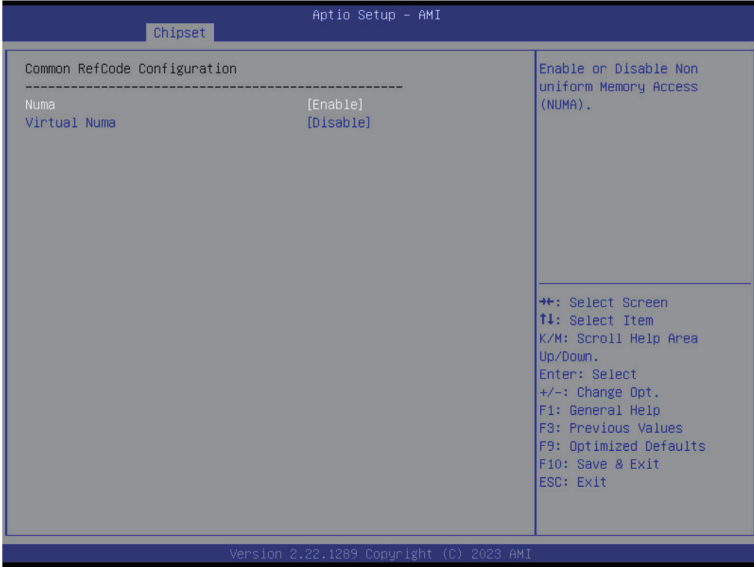 Aptio Setup – AMI
Chipset
Common RefCode Configuration
----------------------------------------------------
Numa [Enable]
Virtual Numa [Disable]
Enable or Disable Non
uniform Memory Access
(NUMA).
→←: Select Screen
↑↓: Select Item
K/M: Scroll Help Area
Up/Down.
Enter: Select
+/-: Change Opt.
F1: General Help
F3: Previous Values
F9: Optimized Defaults
F10: Save & Exit
ESC: Exit
Version 2.22.1289 Copyright (C) 2023 AMI